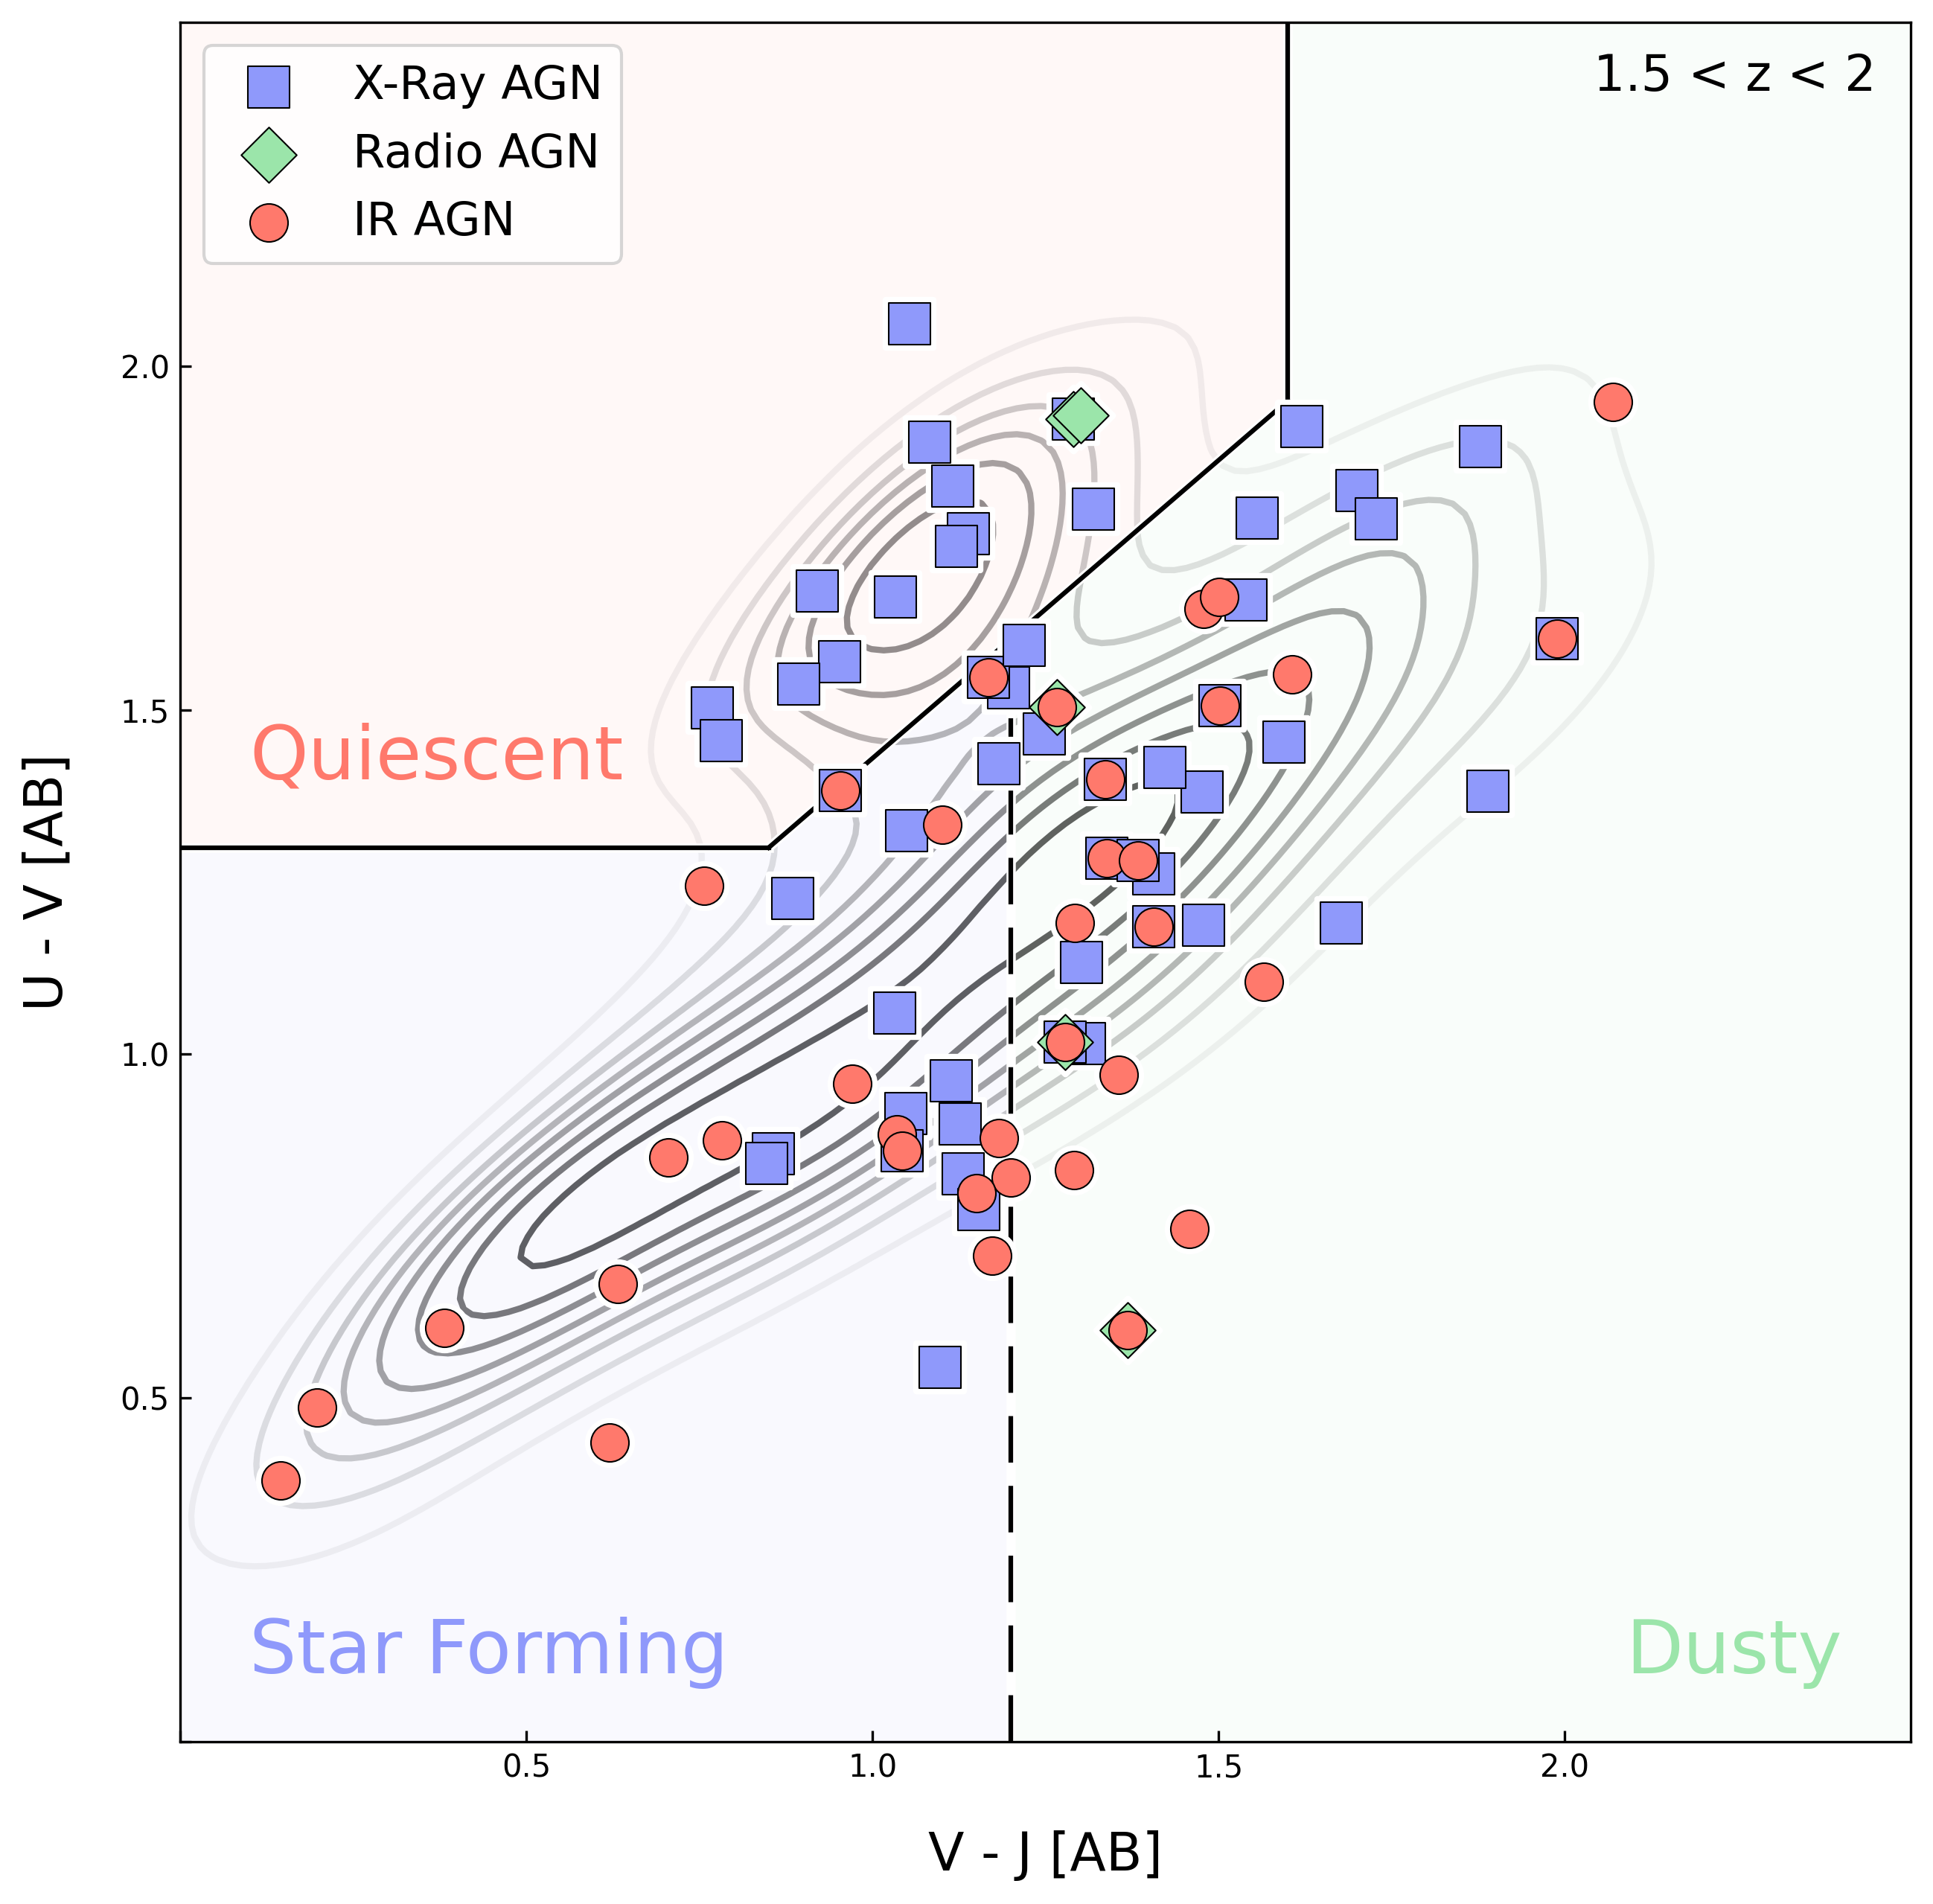 X-Ray AGN
Radio AGN
IR AGN
1.5 < z < 2
Quiescent
Star Forming
Dusty
U - V [AB]
2.0
1.5
1.0
0.5
0.5
1.0
1.5
2.0
V - J [AB]